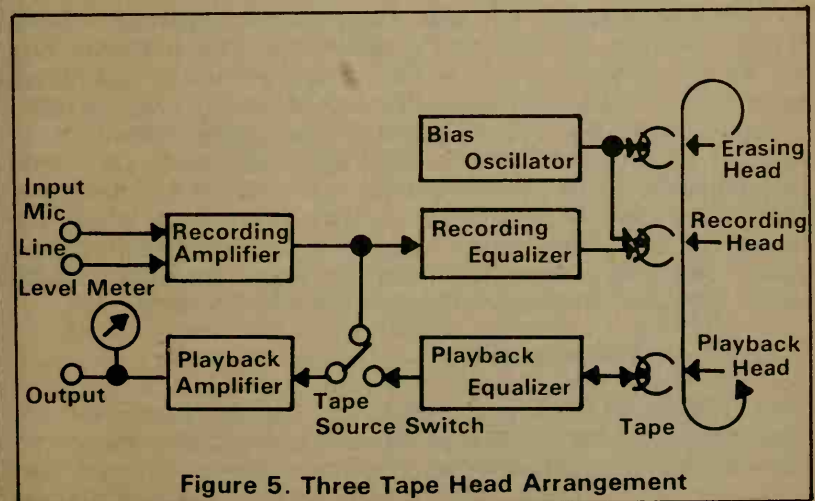 Bias
Oscillator
Erasing
Head
Input
Mic
Line
Recording
Amplifier
Recording
Equalizer
Recording
Head
Level Meter
Playback
Amplifier
Playback
Equalizer
Playback
Head
Output
Tape
Source Switch
Tape
Figure 5. Three Tape Head Arrangement